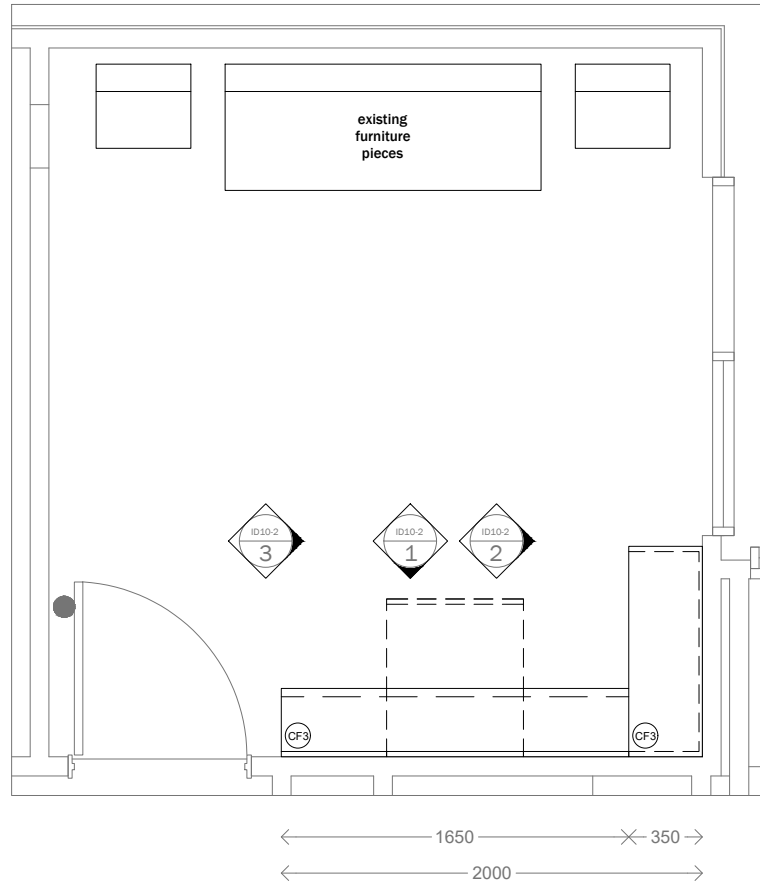 existing
furniture
pieces
ID10-2
3
ID10-2
1
ID10-2
2
CF3
CF3
1650
350
2000